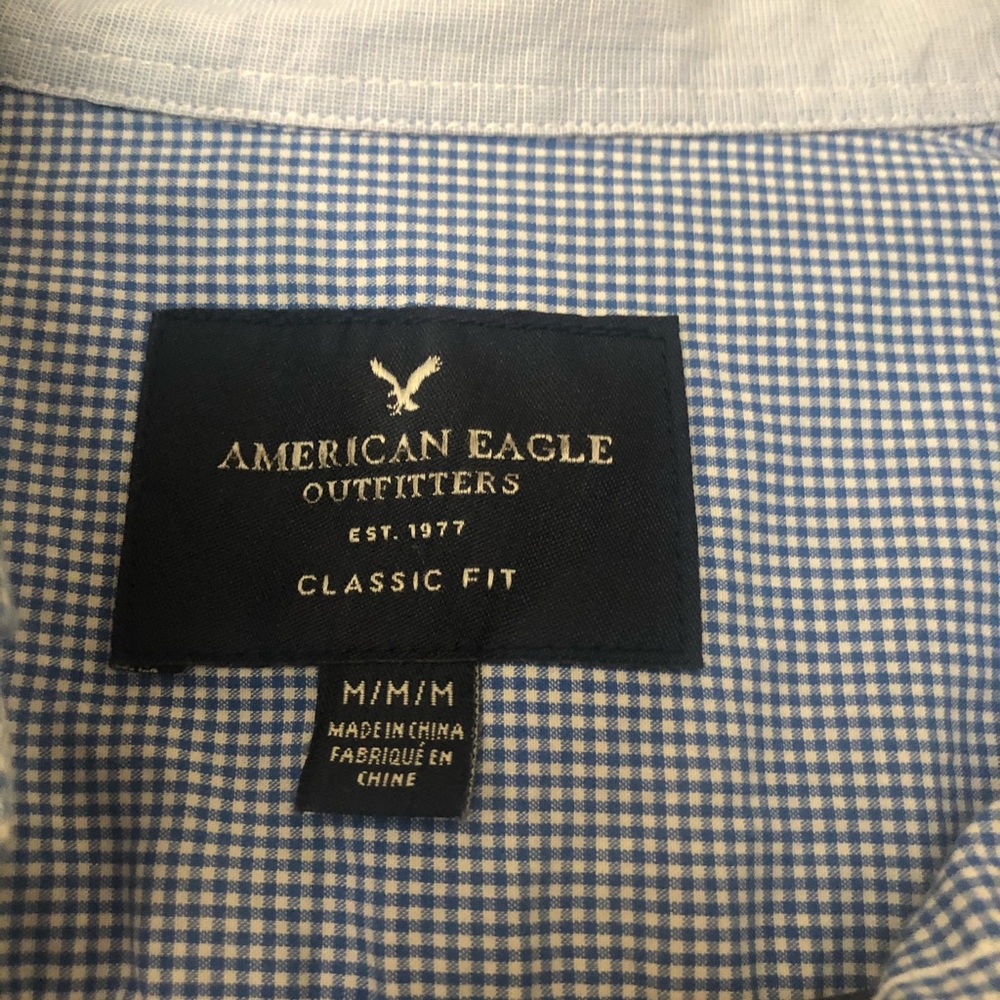 AMERICAN EAGLE
OUTFITTERS
EST. 1977
CLASSIC FIT
M/M/M
MADE IN CHINA
FABRIQUÉ EN
CHINE